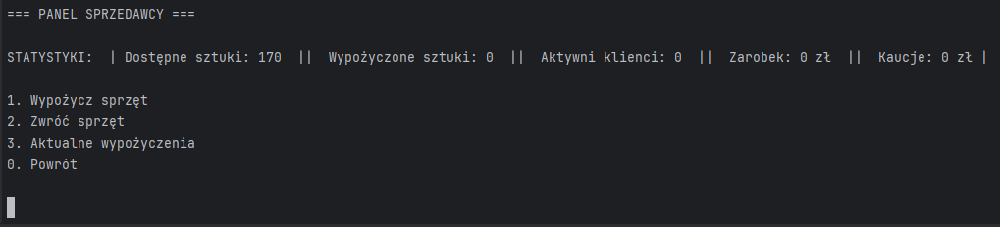 === PANEL SPRZEDAWCY ===
STATYSTYKI:  | Dostępne sztuki: 170  ||  Wypożyczone sztuki: 0  ||  Aktywni klienci: 0  ||  Zarobek: 0 zł  ||  Kaucje: 0 zł |
1. Wypożycz sprzęt
2. Zwróć sprzęt
3. Aktualne wypożyczenia
0. Powrót